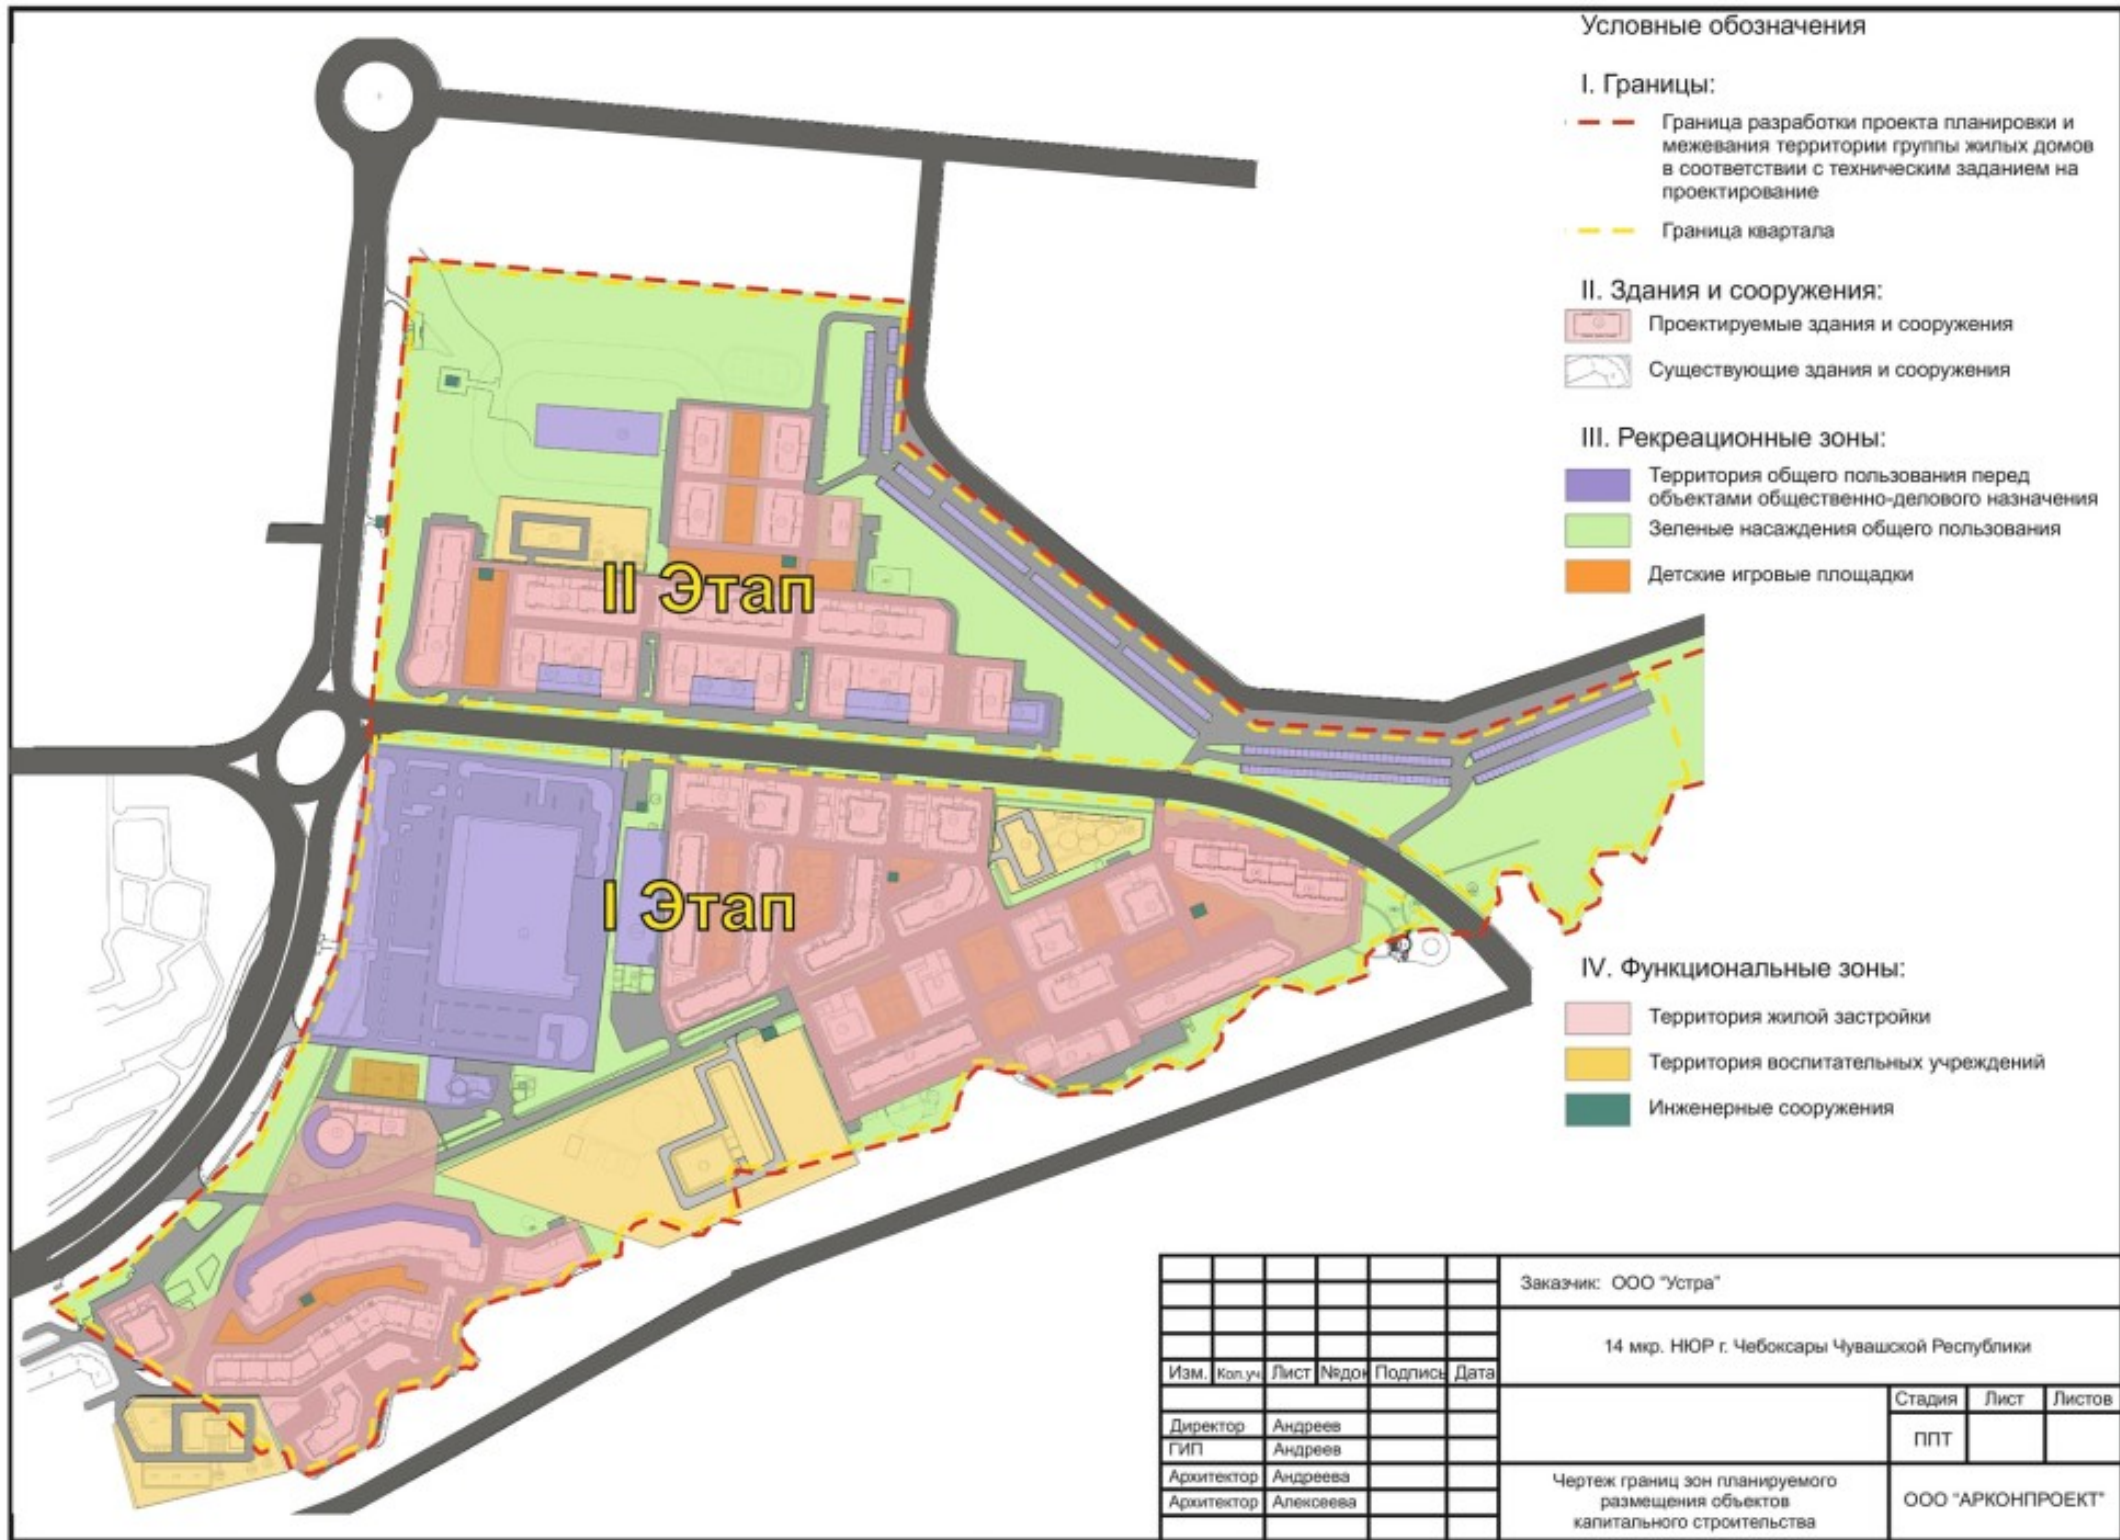 Условные обозначения
I. Границы:
Граница разработки проекта планировки и
межевания территории группы жилых домов
в соответствии с техническим заданием на
проектирование
Граница квартала
II. Здания и сооружения:
Проектируемые здания и сооружения
Существующие здания и сооружения
III. Рекреационные зоны:
Территория общего пользования перед
объектами общественно-делового назначения
Зеленые насаждения общего пользования
Детские игровые площадки
II Этап
I Этап
IV. Функциональные зоны:
Территория жилой застройки
Территория воспитательных учреждений
Инженерные сооружения
Заказчик: ООО "Устра"
14 мкр. НЮР г. Чебоксары Чувашской Республики
Изм. Кол.уч Лист №док Подпись Дата
Стадия Лист Листов
Директор Андреев
ППТ
ГИП Андреев
Архитектор Андреева
Архитектор Алексеева
Чертеж границ зон планируемого
размещения объектов
капитального строительства
ООО "АРКОНПРОЕКТ"